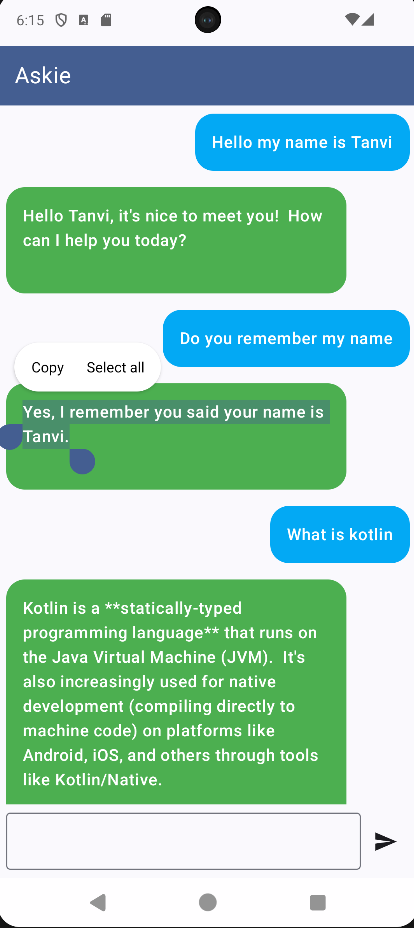 6:15
Askie
Hello my name is Tanvi
Hello Tanvi, it's nice to meet you!  How
can I help you today?
Do you remember my name
Copy Select all
Yes, I remember you said your name is
Tanvi.
What is kotlin
Kotlin is a **statically-typed
programming language** that runs on
the Java Virtual Machine (JVM).  It's
also increasingly used for native
development (compiling directly to
machine code) on platforms like
Android, iOS, and others through tools
like Kotlin/Native.